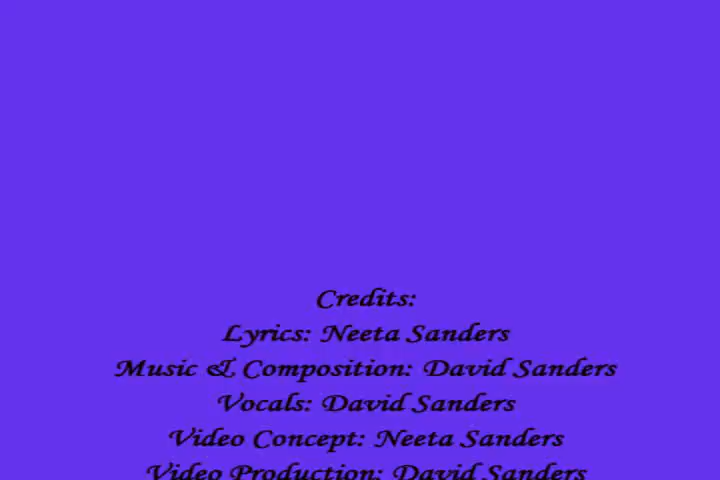 Credits:
Lyrics: Neeta Sanders
Music & Composition: David Sanders
Vocals: David Sanders
Video Concept: Neeta Sanders
Video Production: David Sanders